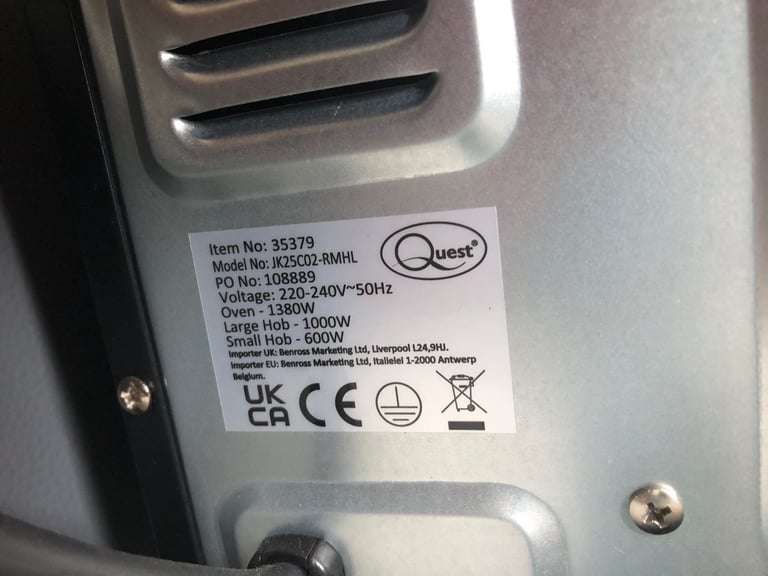 Item No: 35379
Model No: JK25C02-RMHL
PO No: 108889
Voltage: 220-240V~50Hz
Oven - 1380W
Large Hob - 1000W
Small Hob - 600W
Importer UK: Benross Marketing Ltd, Liverpool L24,9HJ.
Importer EU: Benross Marketing Ltd, Italielei 1-2000 Antwerp
Belgium.
Quest®
UK
CA
CE